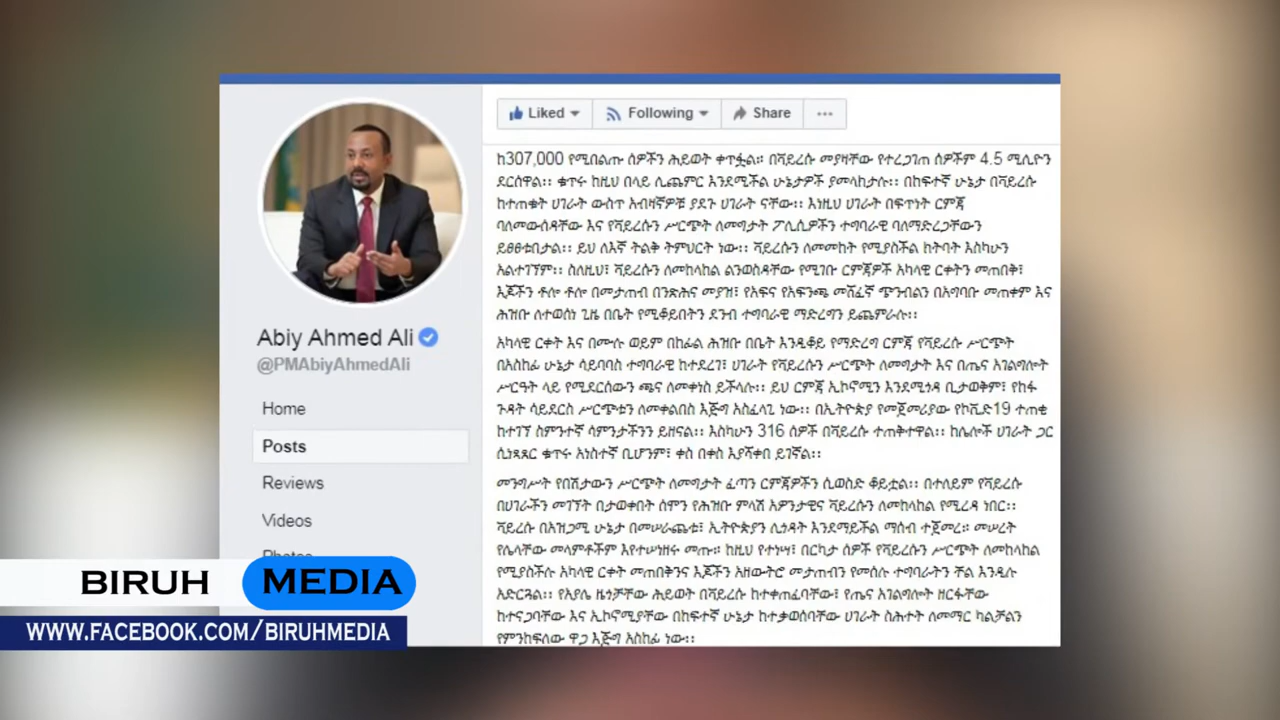 Liked
Following
Share
Abiy Ahmed Ali
@PMAbiyAhmedAli
Home
Posts
Reviews
Videos
BIRUH MEDIA
WWW.FACEBOOK.COM/BIRUHMEDIA
ከ307,000 የሚበልጡ ሰዎችን ሕይወት ቀጥፏል። በቫይረሱ መያዛቸው የተረጋገጠ ሰዎችም 4.5 ሚሊዮን
ደርሰዋል፡፡ ቁጥሩ ከዚህ በላይ ሊጨምር እንደሚችል ሁኔታዎች ያመላክታሉ፡፡ በከፍተኛ ሁኔታ በቫይረሱ
ከተጠቁት ሀገራት ውስጥ አብዛኛዎቹ ያደጉ ሀገራት ናቸው፡፡ እነዚህ ሀገራት በፍጥነት ርምጃ
ባለመውሰዳቸው እና የቫይረሱን ሥርጭት ለመግታት ፖሊሲዎችን ተግባራዊ ባለማድረጋቸውን
ይፀፀቱበታል፡፡ ይህ ለእኛ ትልቅ ትምህርት ነው፡፡ ቫይረሱን ለመመከት የሚያስችል ክትባት እስካሁን
አልተገኘም፡፡ ስለዚህ፣ ቫይረሱን ለመከላከል ልንወስዳቸው የሚገቡ ርምጃዎች አካላዊ ርቀትን መጠበቅ፣
እጆችን ቶሎ ቶሎ በመታጠብ በንጽሕና መያዝ፣ የአፍና የአፍንጫ መሸፈኛ ጭንብልን በአግባቡ መጠቀም እና
ሕዝቡ ለተወሰነ ጊዜ በቤት የሚቆይበትን ደንብ ተግባራዊ ማድረግን ይጨምራሉ፡፡
አካላዊ ርቀት እና በሙሉ ወይም በከፊል ሕዝቡ በቤት እንዲቆይ የማድረግ ርምጃ የቫይረሱ ሥርጭት
በአስከፊ ሁኔታ ሳይባባስ ተግባራዊ ከተደረገ፣ ሀገራት የቫይረሱን ሥርጭት ለመግታት እና በጤና አገልግሎት
ሥርዓት ላይ የሚደርሰውን ጫና ለመቀነስ ይችላሉ፡፡ ይህ ርምጃ ኢኮኖሚን እንደሚጎዳ ቢታወቅም፣ የከፋ
ጉዳት ሳይደርስ ሥርጭቱን ለመቀልበስ እጅግ አስፈላጊ ነው፡፡ በኢትዮጵያ የመጀመሪያው የኮቪድ19 ተጠቂ
ከተገኘ ስምንተኛ ሳምንታችንን ይዘናል፡፡ እስካሁን 316 ሰዎች በቫይረሱ ተጠቅተዋል፡፡ ከሌሎች ሀገራት ጋር
ሲነጻጸር ቁጥሩ አነስተኛ ቢሆንም፣ ቀስ በቀስ እያሻቀበ ይገኛል፡፡
መንግሥት የበሽታውን ሥርጭት ለመግታት ፈጣን ርምጃዎችን ሲወስድ ቆይቷል፡፡ በተለይም የቫይረሱ
በሀገራችን መገኘት በታወቀበት ሰሞን የሕዝቡ ምላሽ አዎንታዊና ቫይረሱን ለመከላከል የሚረዳ ነበር፡፡
ቫይረሱ በአዝጋሚ ሁኔታ በመሠራጨቱ፣ ኢትዮጵያን ሊጎዳት እንደማይችል ማሰብ ተጀመረ። መሠረት
የሌላቸው መላምቶችም እየተሠነዘሩ መጡ። ከዚህ የተነሣ፣ በርካታ ሰዎች የቫይረሱን ሥርጭት ለመከላከል
የሚያስችሉ አካላዊ ርቀት መጠበቅንና እጆችን አዘውትሮ መታጠብን የመሰሉ ተግባራትን ቸል እንዲሉ
አድርጓል፡፡ የአያሌ ዜጎቻቸው ሕይወት በቫይረሱ ከተቀጠፈባቸው፣ የጤና አገልግሎት ዘርፋቸው
ከተናጋባቸው እና ኢኮኖሚያቸው በከፍተኛ ሁኔታ ከተቃወሰባቸው ሀገራት ስሕተት ለመማር ካልቻልን
የምንከፍለው ዋጋ እጅግ አስከፊ ነው፡፡